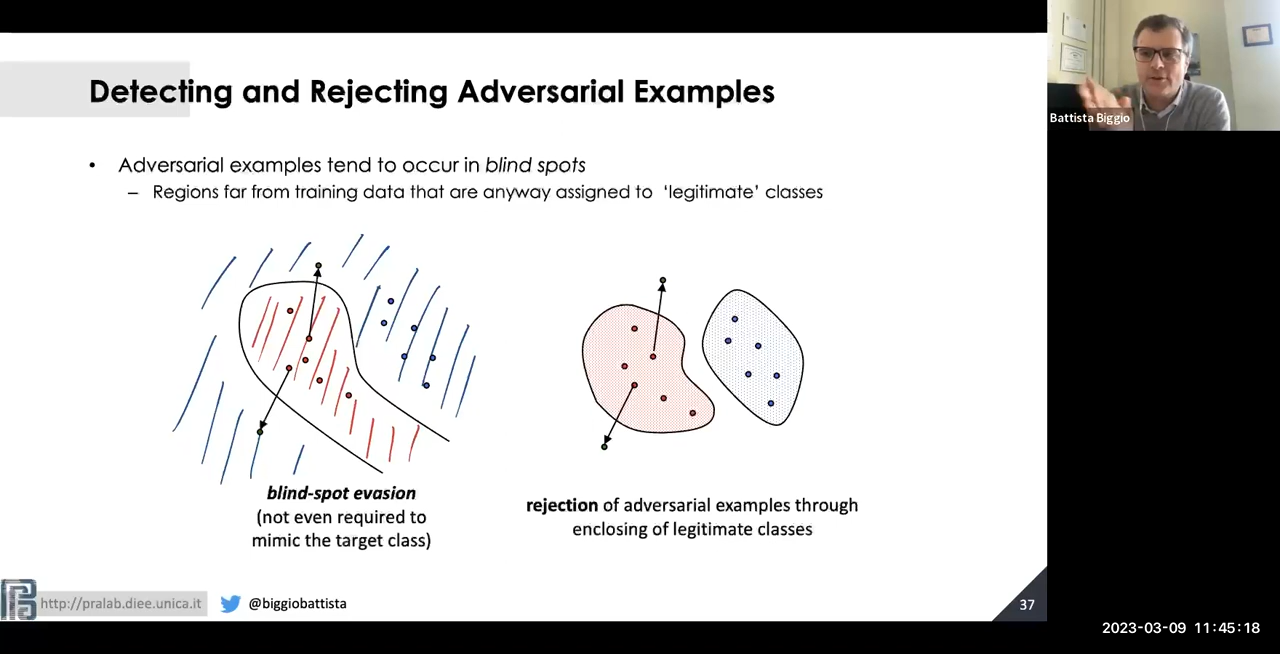 Detecting and Rejecting Adversarial Examples
Battista Biggio
• Adversarial examples tend to occur in blind spots
– Regions far from training data that are anyway assigned to ‘legitimate’ classes
blind-spot evasion
(not even required to
mimic the target class)
rejection of adversarial examples through
enclosing of legitimate classes
http://pralab.diee.unica.it
@biggiobattista
37
2023-03-09 11:45:18